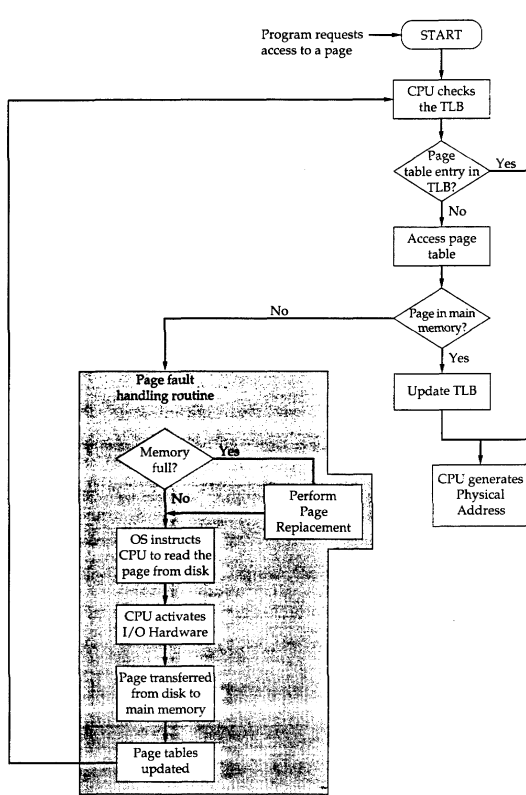 Program requests
access to a page
START
CPU checks
the TLB
Page
table entry in
TLB?
Yes
No
Access page
table
Page in main
memory?
No
Yes
Update TLB
CPU generates
Physical
Address
Page fault
handling routine
Memory
full?
Yes
No
Perform
Page
Replacement
OS instructs
CPU to read the
page from disk
CPU activates
I/O Hardware
Page transferred
from disk to
main memory
Page tables
updated